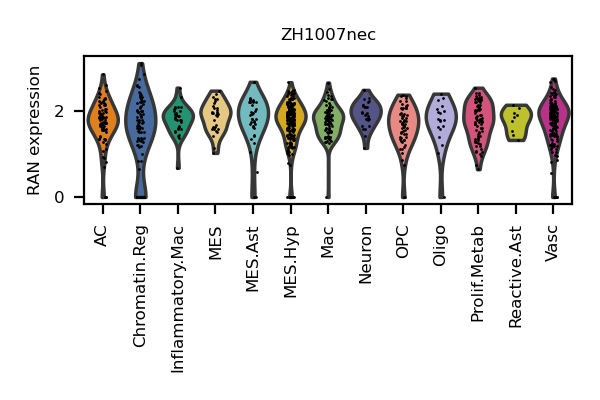 ZH1007nec
RAN expression
2
0
AC
Chromatin.Reg
Inflammatory.Mac
MES
MES.Ast
MES.Hyp
Mac
Neuron
OPC
Oligo
Prolif.Metab
Reactive.Ast
Vasc